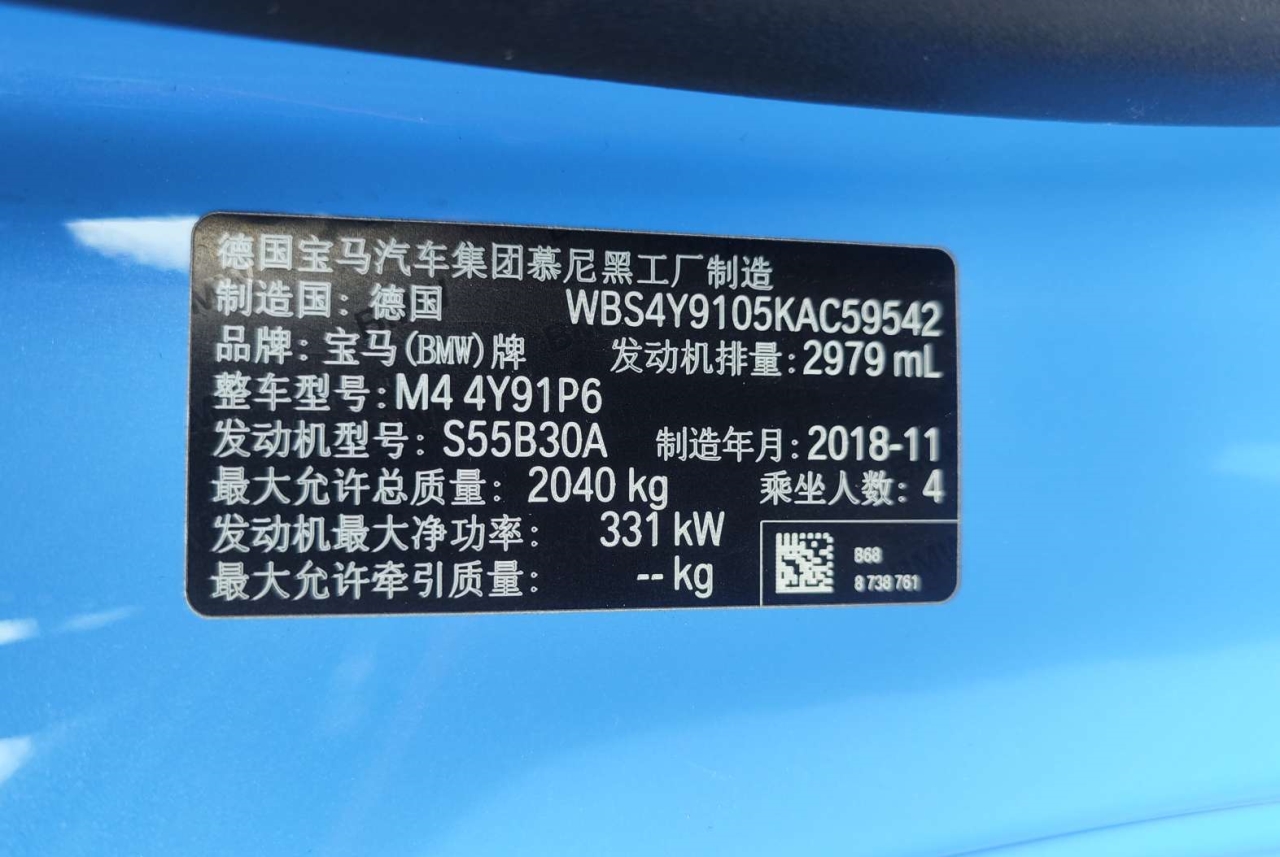 德国宝马汽车集团慕尼黑工厂制造
制造国：德国 WBS4Y9105KAC59542
品牌：宝马(BMW)牌 发动机排量：2979 mL
整车型号：M4 4Y91P6
发动机型号：S55B30A 制造年月：2018-11
最大允许总质量：2040 kg 乘坐人数：4
发动机最大净功率：331 kW
最大允许牵引质量：-- kg
868
8 738 761